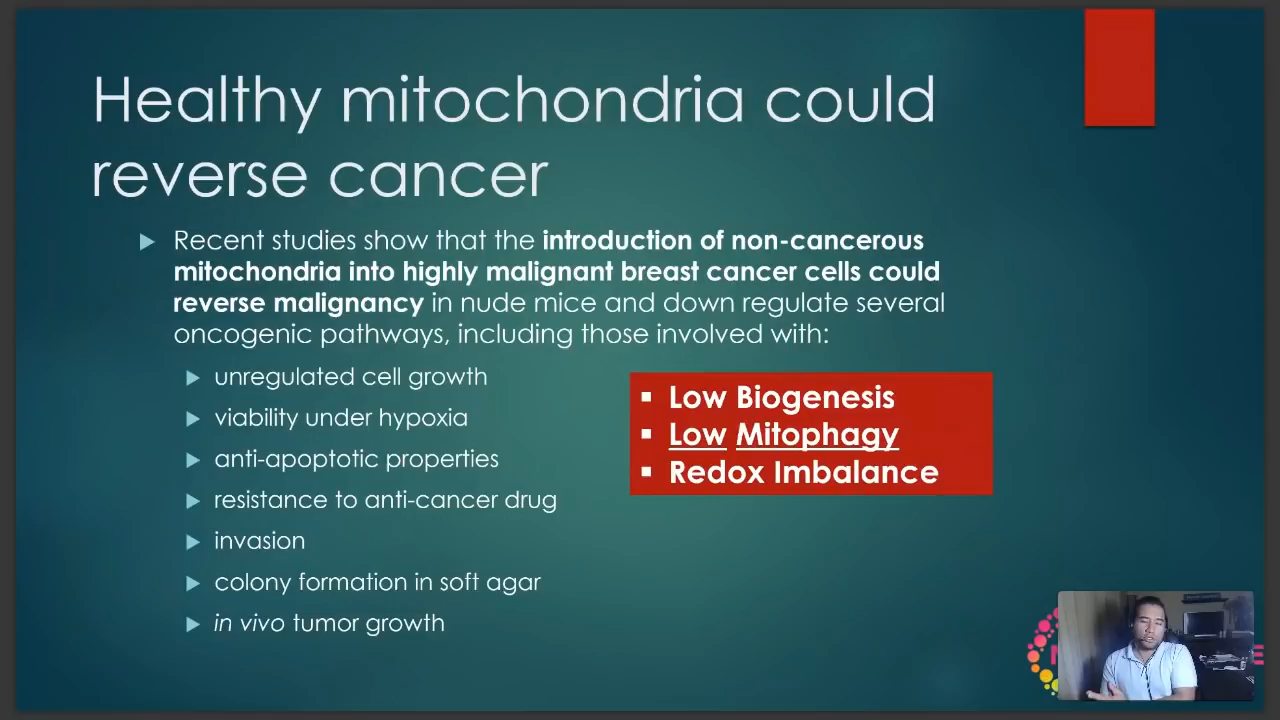 Healthy mitochondria could
reverse cancer
Recent studies show that the introduction of non-cancerous
mitochondria into highly malignant breast cancer cells could
reverse malignancy in nude mice and down regulate several
oncogenic pathways, including those involved with:
unregulated cell growth
viability under hypoxia
anti-apoptotic properties
resistance to anti-cancer drug
invasion
colony formation in soft agar
in vivo tumor growth
Low Biogenesis
Low Mitophagy
Redox Imbalance